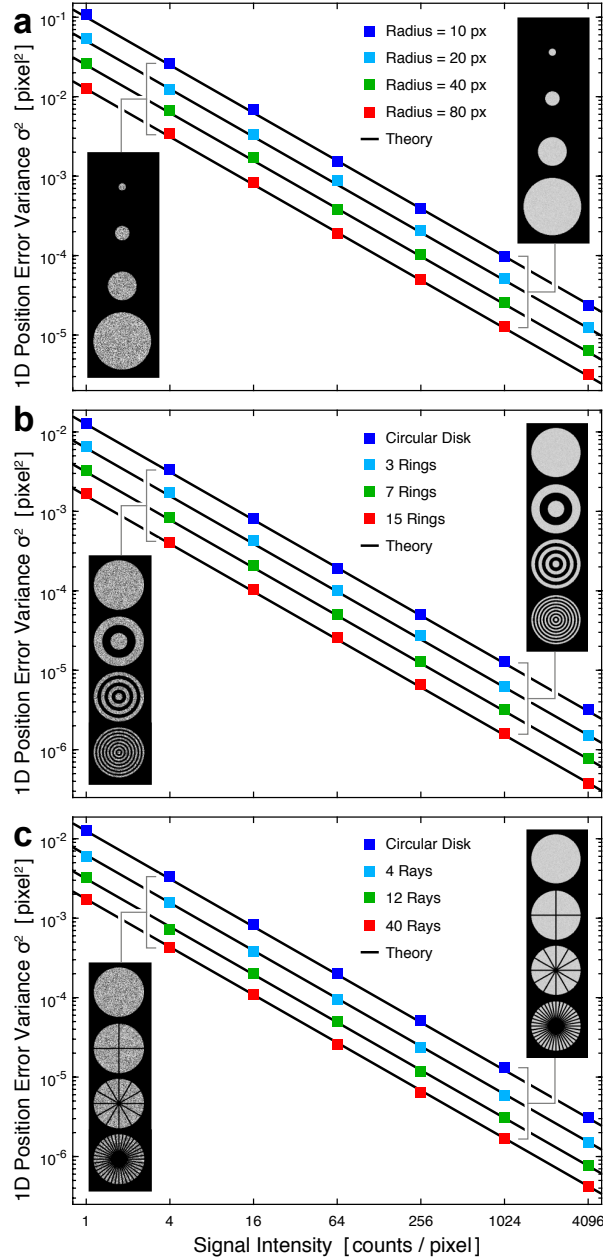 a
1D Position Error Variance σ² [pixel²]
10⁻¹
10⁻²
10⁻³
10⁻⁴
10⁻⁵
Radius = 10 px
Radius = 20 px
Radius = 40 px
Radius = 80 px
Theory
b
1D Position Error Variance σ² [pixel²]
10⁻²
10⁻³
10⁻⁴
10⁻⁵
10⁻⁶
Circular Disk
3 Rings
7 Rings
15 Rings
Theory
c
1D Position Error Variance σ² [pixel²]
10⁻²
10⁻³
10⁻⁴
10⁻⁵
10⁻⁶
Circular Disk
4 Rays
12 Rays
40 Rays
Theory
1 4 16 64 256 1024 4096
Signal Intensity [counts / pixel]